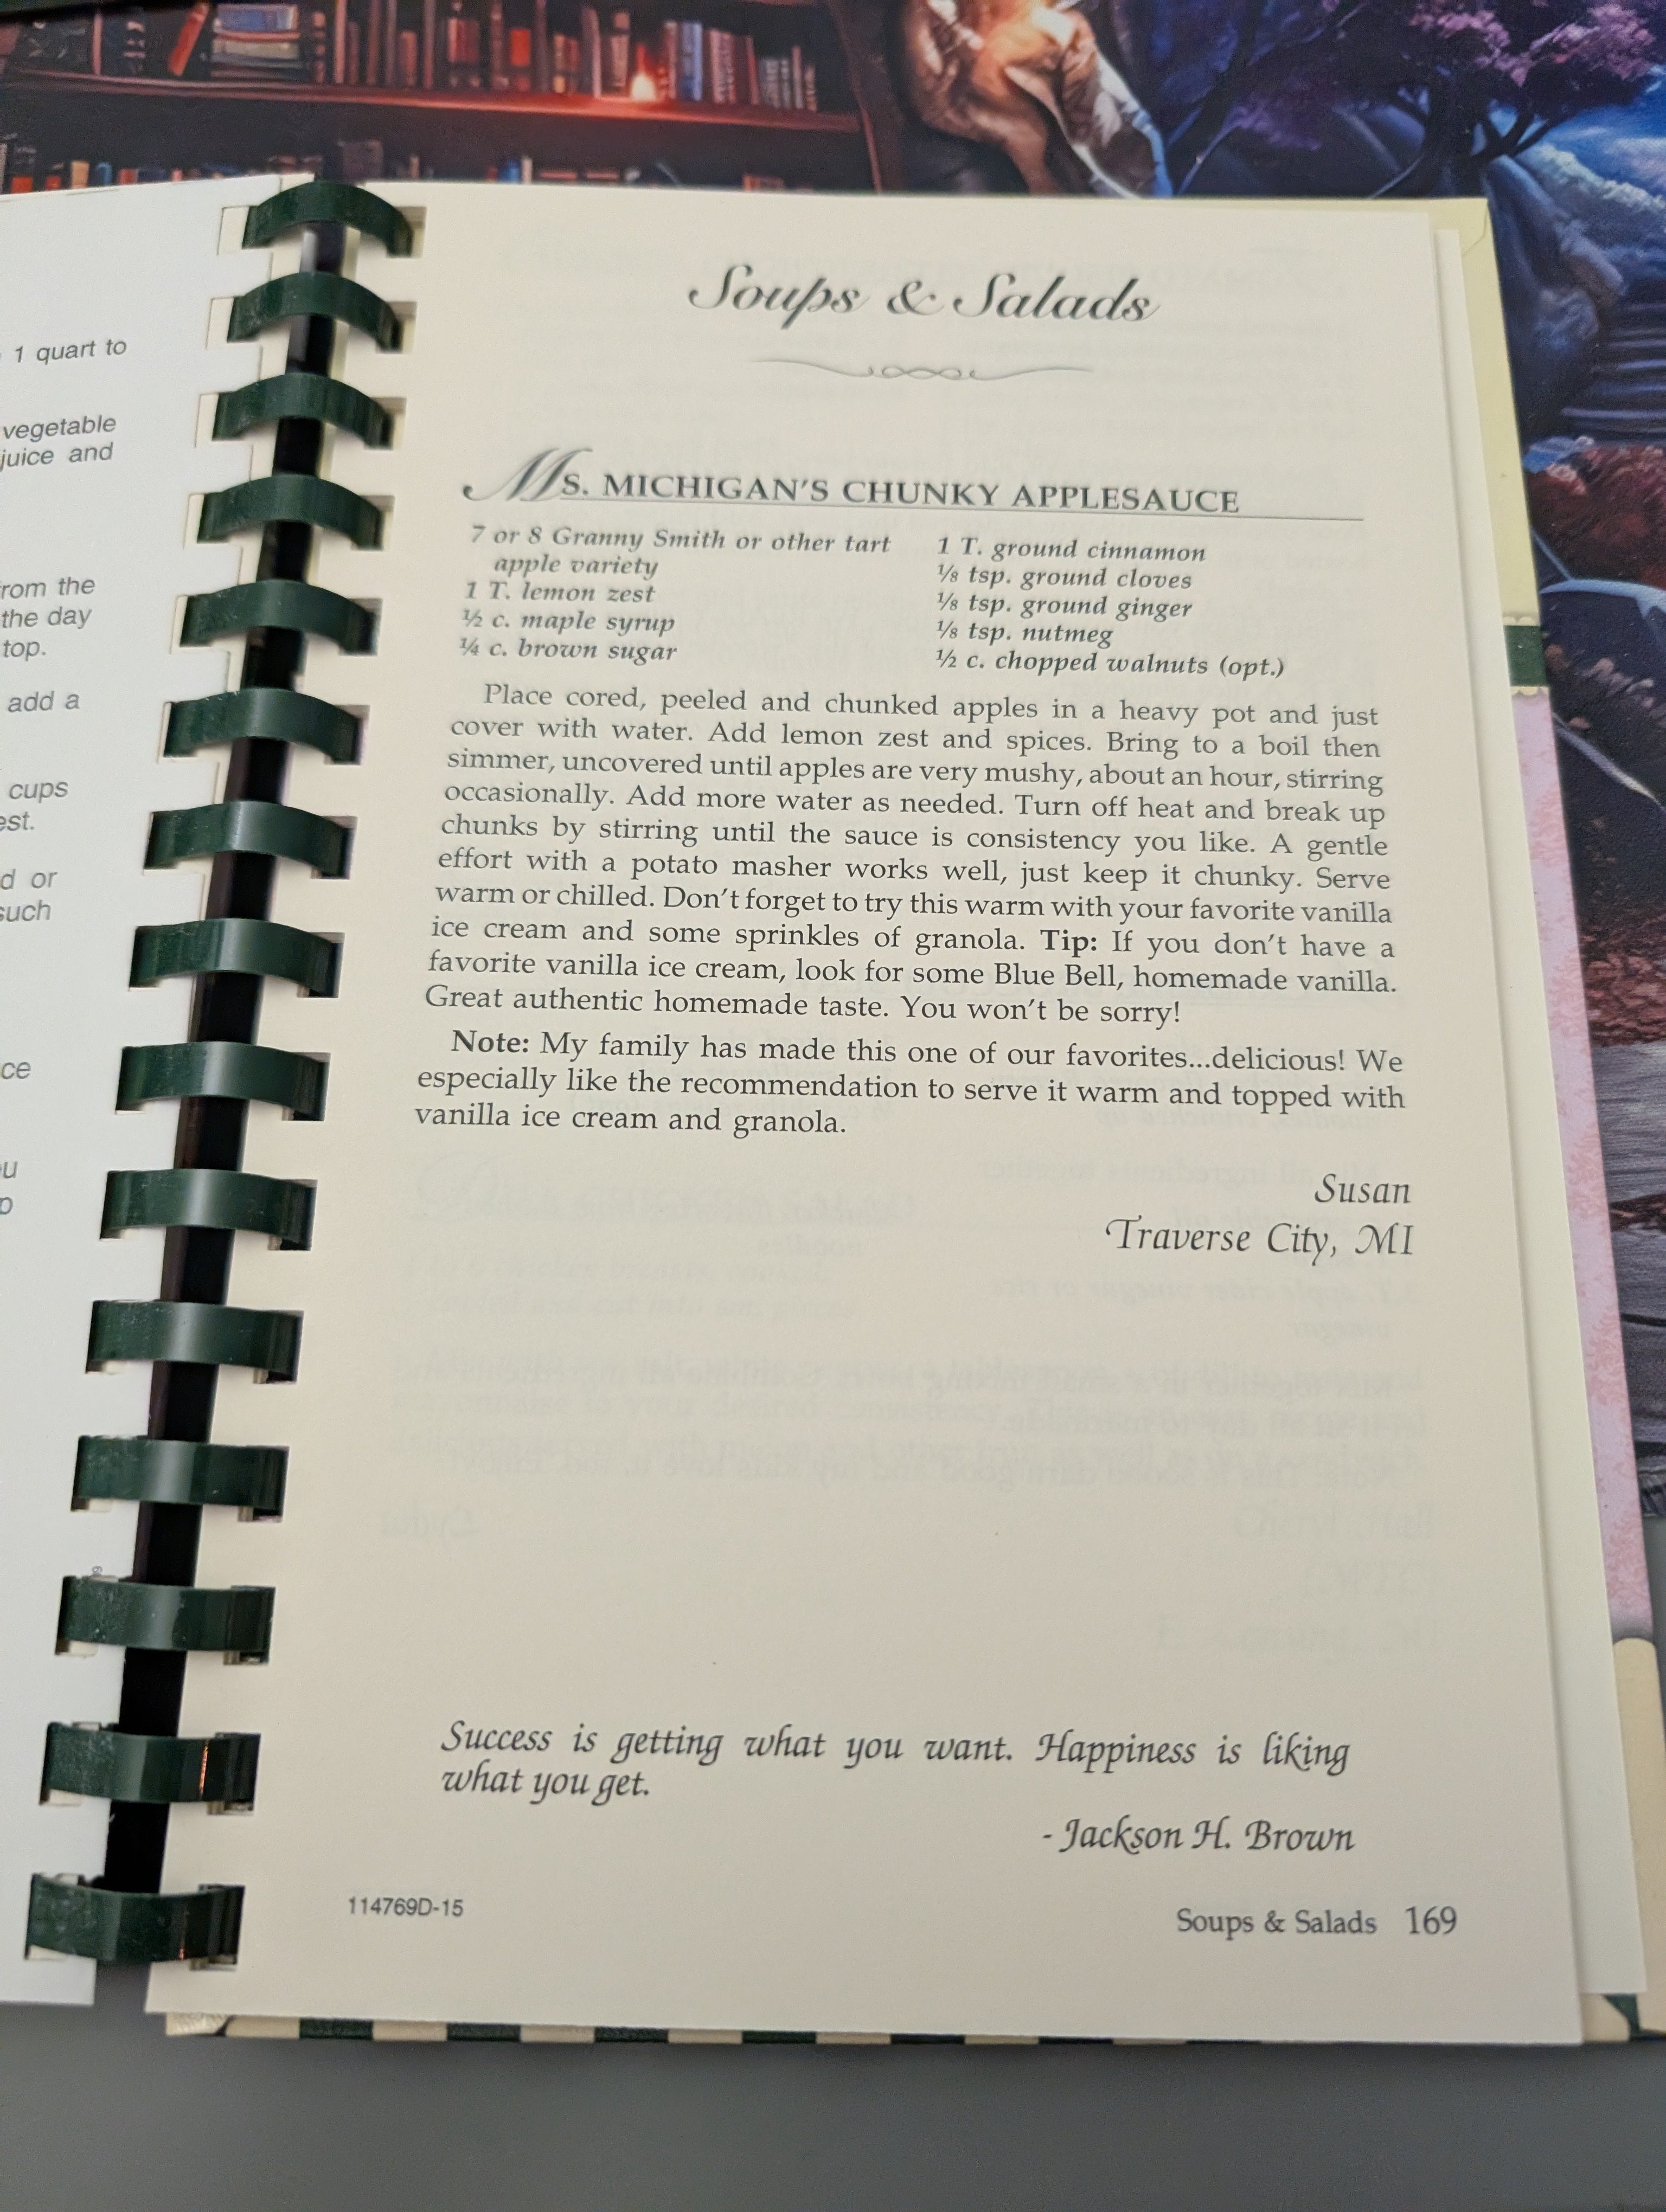 1 quart to
vegetable
juice and
from the
the day
top.
add a
cups
est.
d or
such
ce
u
Soups & Salads
Ms. MICHIGAN'S CHUNKY APPLESAUCE
7 or 8 Granny Smith or other tart
apple variety
1 T. lemon zest
½ c. maple syrup
¼ c. brown sugar
1 T. ground cinnamon
⅛ tsp. ground cloves
⅛ tsp. ground ginger
⅛ tsp. nutmeg
½ c. chopped walnuts (opt.)
Place cored, peeled and chunked apples in a heavy pot and just
cover with water. Add lemon zest and spices. Bring to a boil then
simmer, uncovered until apples are very mushy, about an hour, stirring
occasionally. Add more water as needed. Turn off heat and break up
chunks by stirring until the sauce is consistency you like. A gentle
effort with a potato masher works well, just keep it chunky. Serve
warm or chilled. Don't forget to try this warm with your favorite vanilla
ice cream and some sprinkles of granola. Tip: If you don't have a
favorite vanilla ice cream, look for some Blue Bell, homemade vanilla.
Great authentic homemade taste. You won't be sorry!
Note: My family has made this one of our favorites...delicious! We
especially like the recommendation to serve it warm and topped with
vanilla ice cream and granola.
Susan
Traverse City, MI
Success is getting what you want. Happiness is liking
what you get.
- Jackson H. Brown
114769D-15
Soups & Salads 169